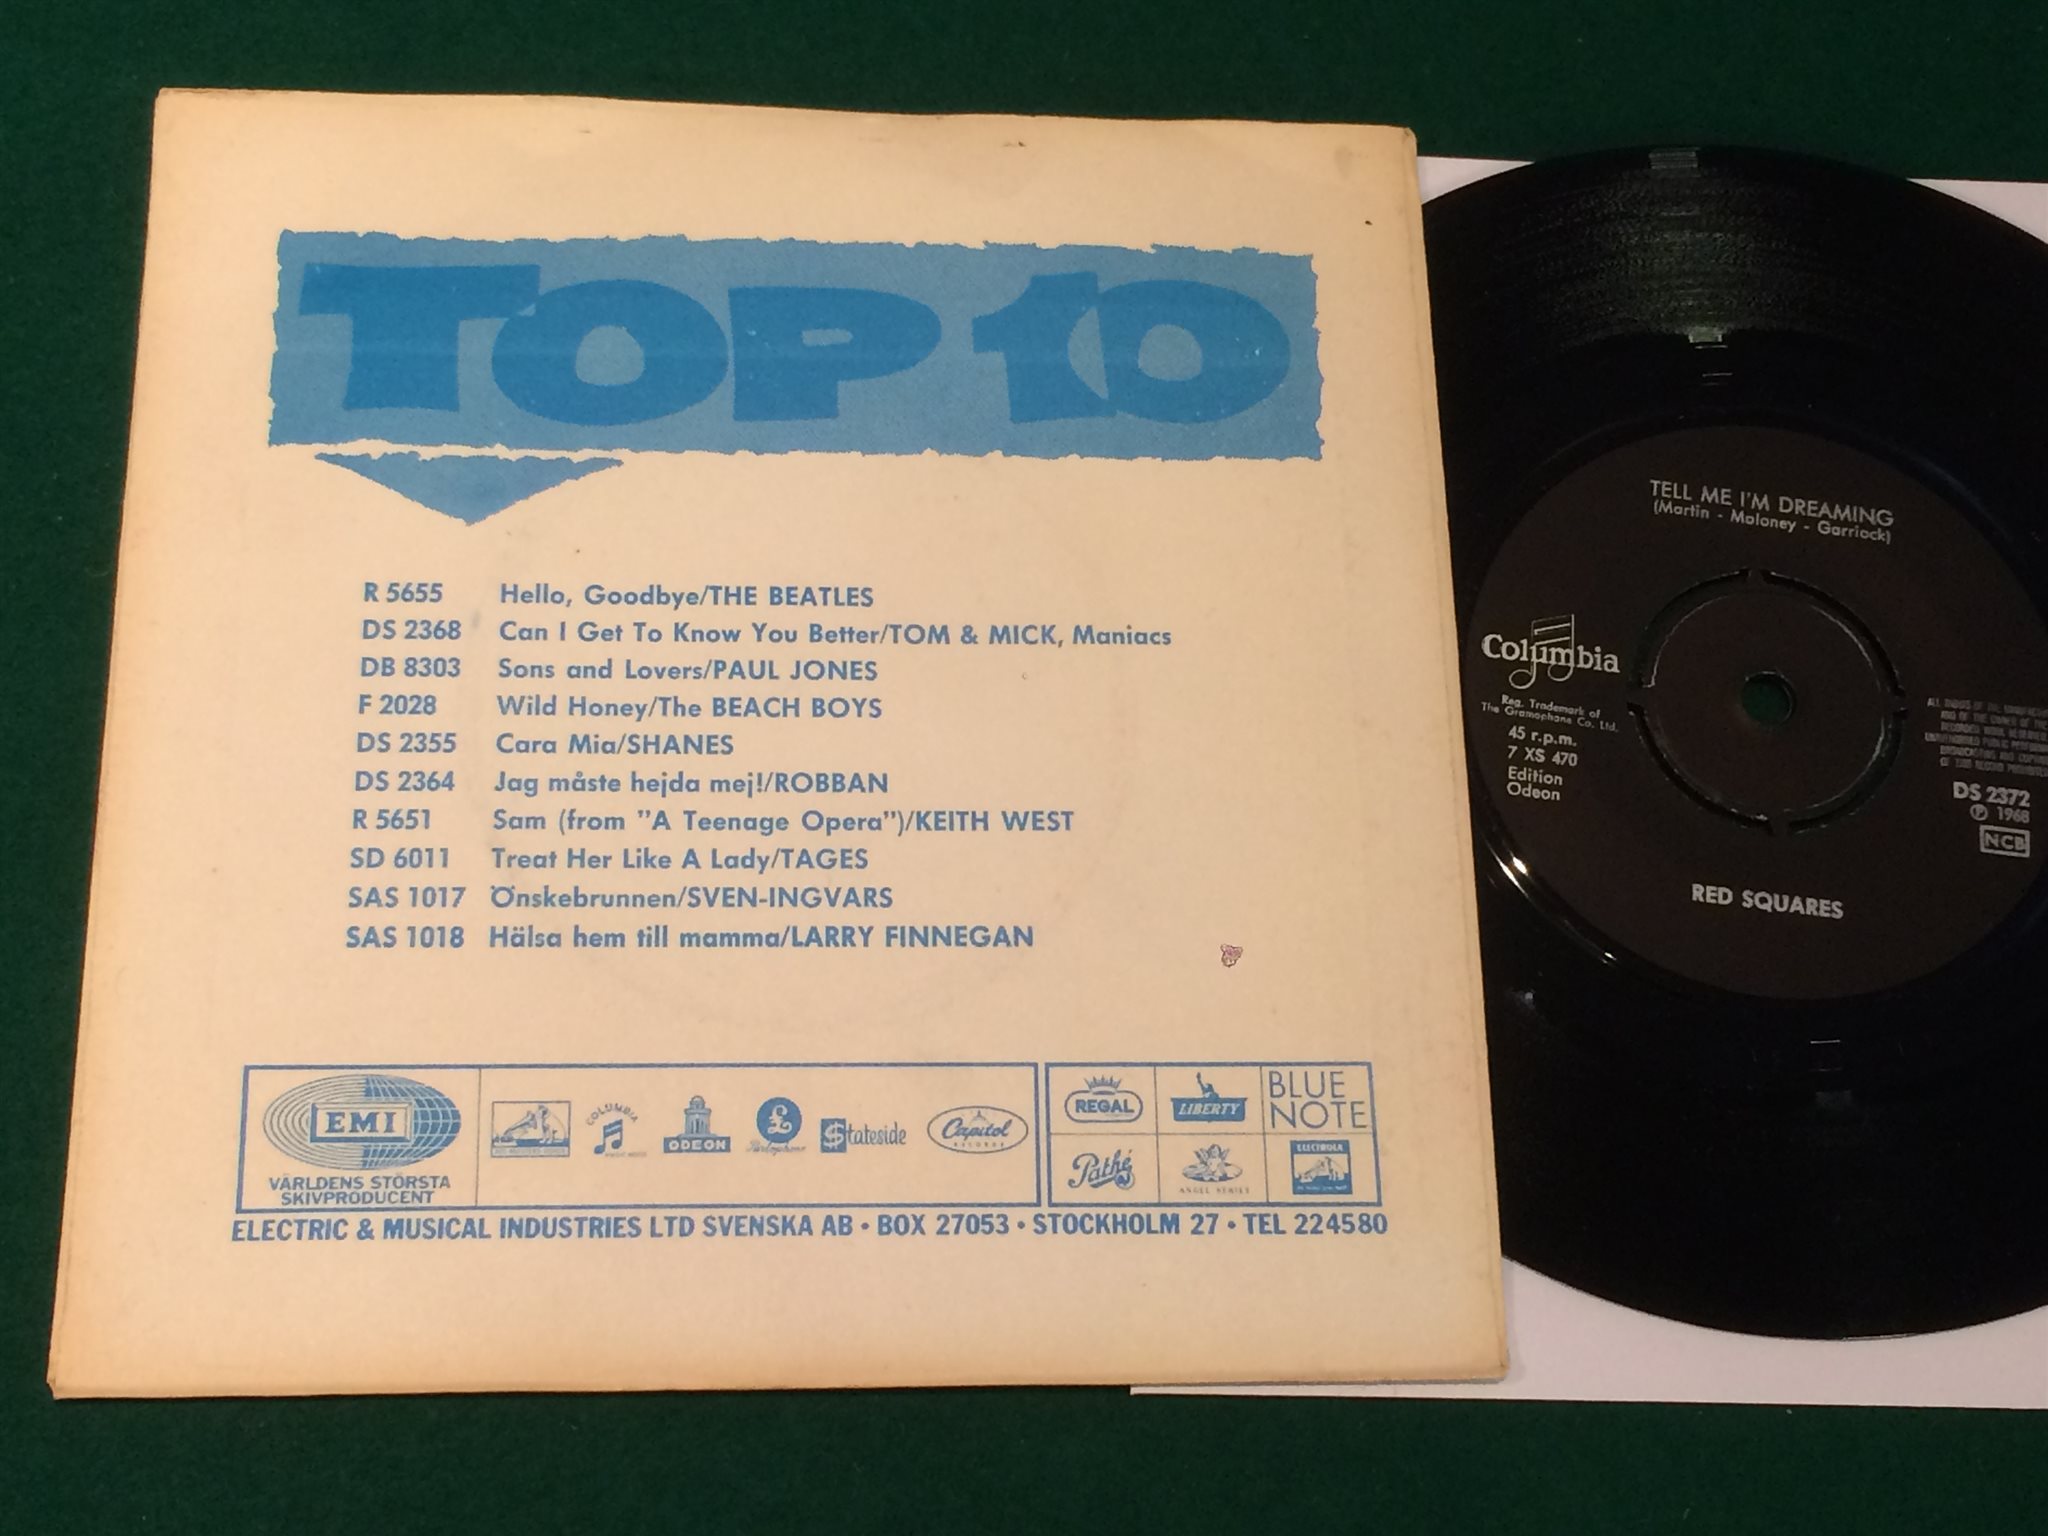 TOP 10
R 5655 Hello, Goodbye/THE BEATLES
DS 2368 Can I Get To Know You Better/TOM & MICK, Maniacs
DB 8303 Sons and Lovers/PAUL JONES
F 2028 Wild Honey/The BEACH BOYS
DS 2355 Cara Mia/SHANES
DS 2364 Jag måste hejda mej!/ROBBAN
R 5651 Sam (from "A Teenage Opera")/KEITH WEST
SD 6011 Treat Her Like A Lady/TAGES
SAS 1017 Önskebrunnen/SVEN-INGVARS
SAS 1018 Hälsa hem till mamma/LARRY FINNEGAN
EMI
VÄRLDENS STÖRSTA
SKIVPRODUCENT
COLUMBIA
ODEON
£
Parlophone
$tateside
Capitol
RECORDS
REGAL
LIBERTY
BLUE
NOTE
Pathé
ANGEL SERIES
ELECTROLA
ELECTRIC & MUSICAL INDUSTRIES LTD SVENSKA AB • BOX 27053 • STOCKHOLM 27 • TEL 224580
TELL ME I'M DREAMING
(Martin - Moloney - Garriock)
Columbia
Reg. Trademark of
The Gramophone Co. Ltd.
45 r.p.m.
7 XS 470
Edition
Odeon
DS 2372
℗ 1968
NCB
RED SQUARES